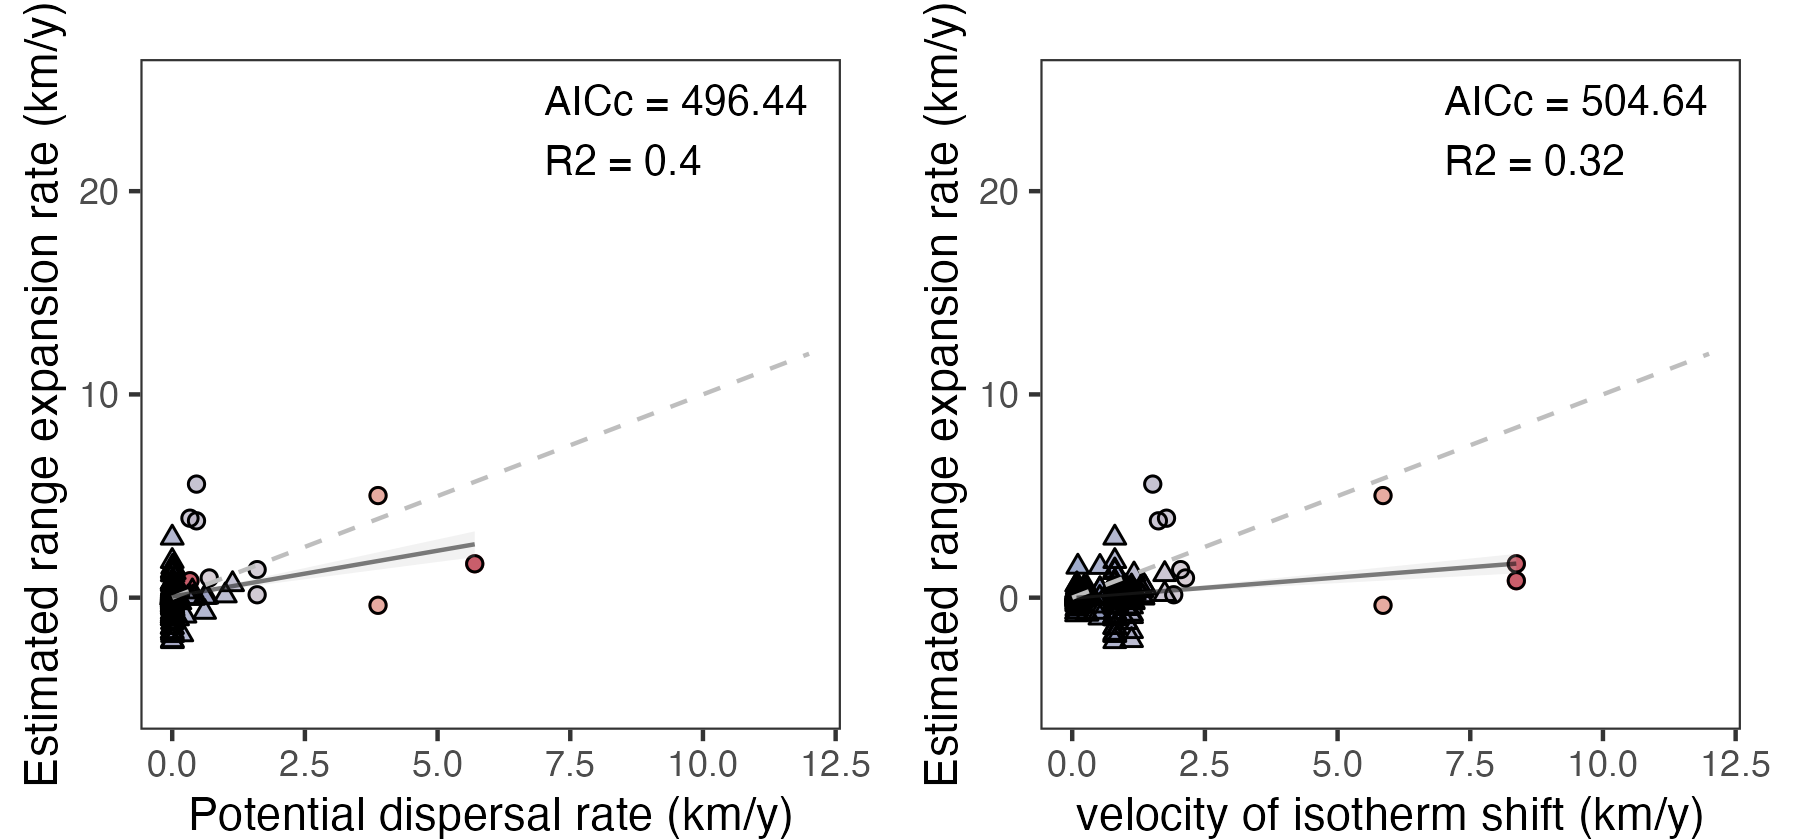 Estimated range expansion rate (km/y)
AICc = 496.44
R2 = 0.4
20
10
0
0.0 2.5 5.0 7.5 10.0 12.5
Potential dispersal rate (km/y)
Estimated range expansion rate (km/y)
AICc = 504.64
R2 = 0.32
20
10
0
0.0 2.5 5.0 7.5 10.0 12.5
velocity of isotherm shift (km/y)